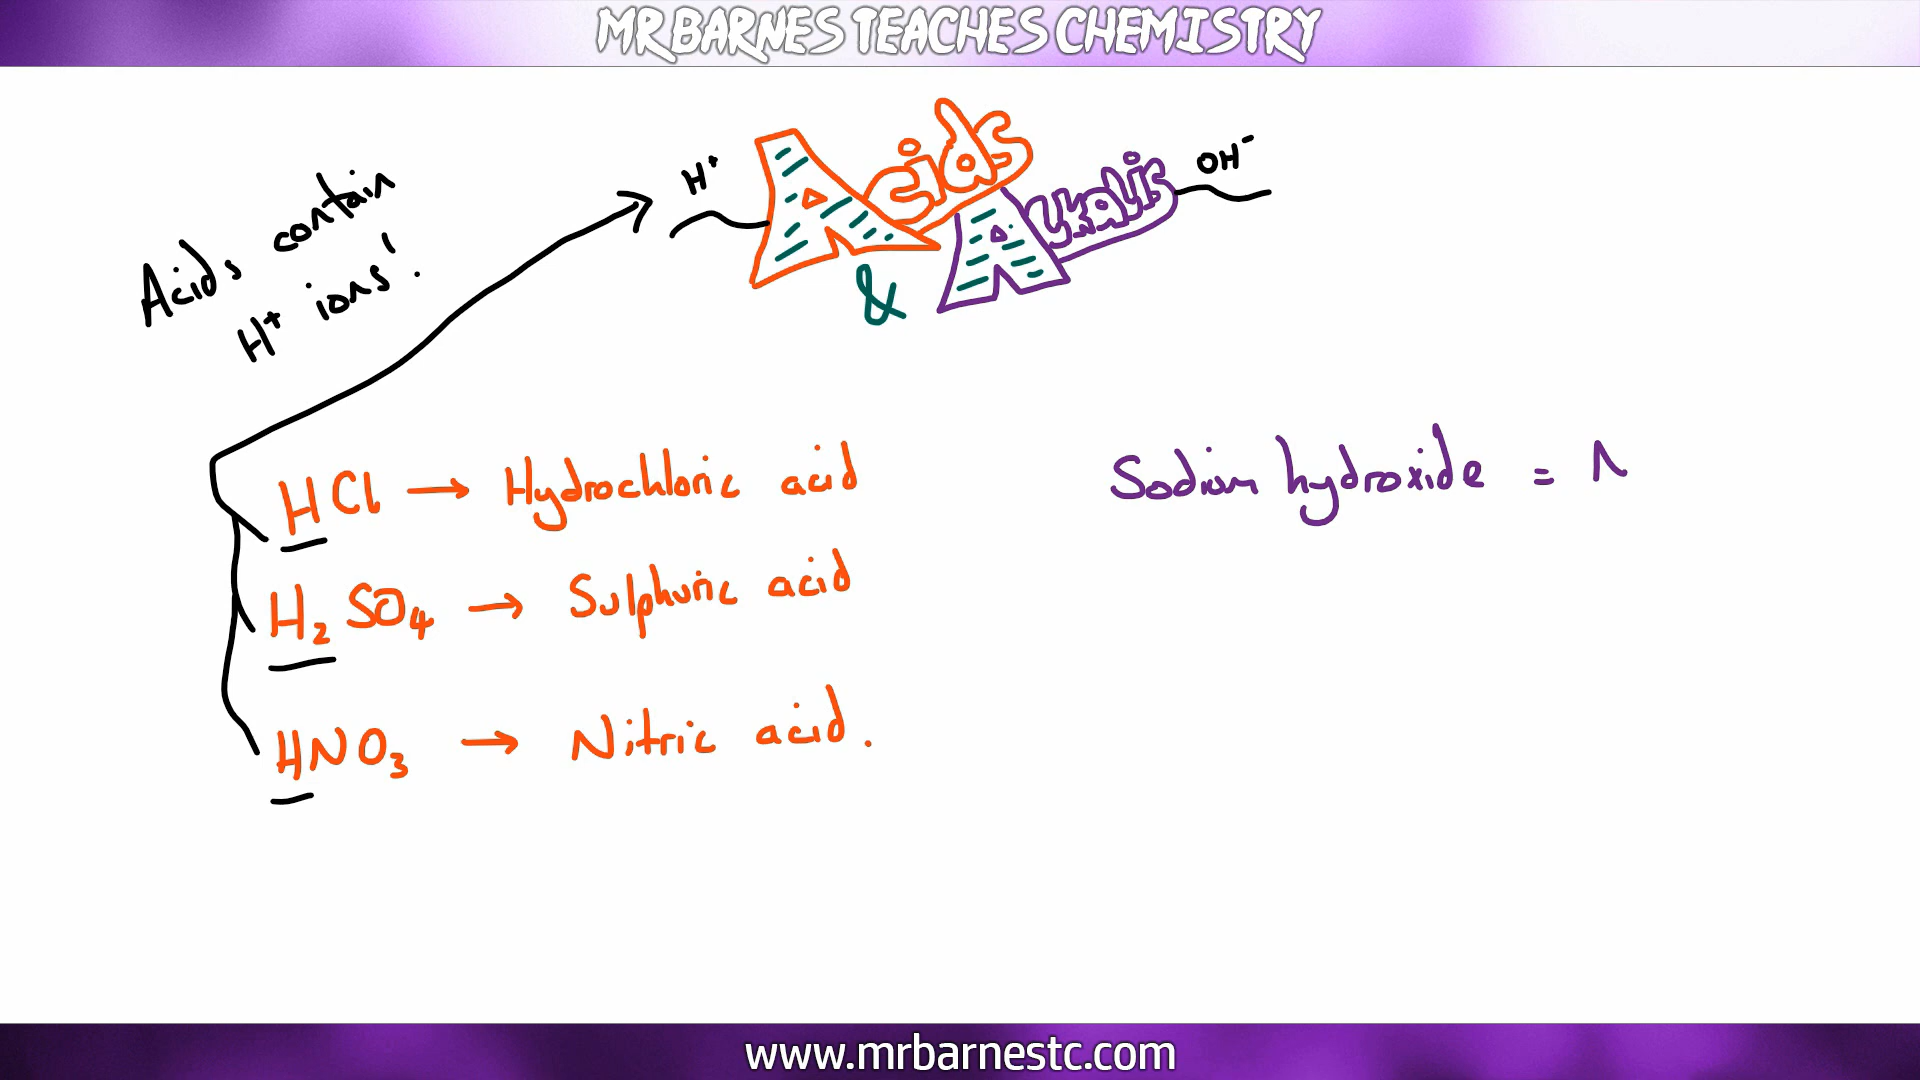 MR BARNES TEACHES CHEMISTRY
H⁺ Acids & Alkalis OH⁻
Acids contain
H⁺ ions!
HCl → Hydrochloric acid
H₂SO₄ → Sulphuric acid
HNO₃ → Nitric acid.
Sodium hydroxide = N
www.mrbarnestc.com